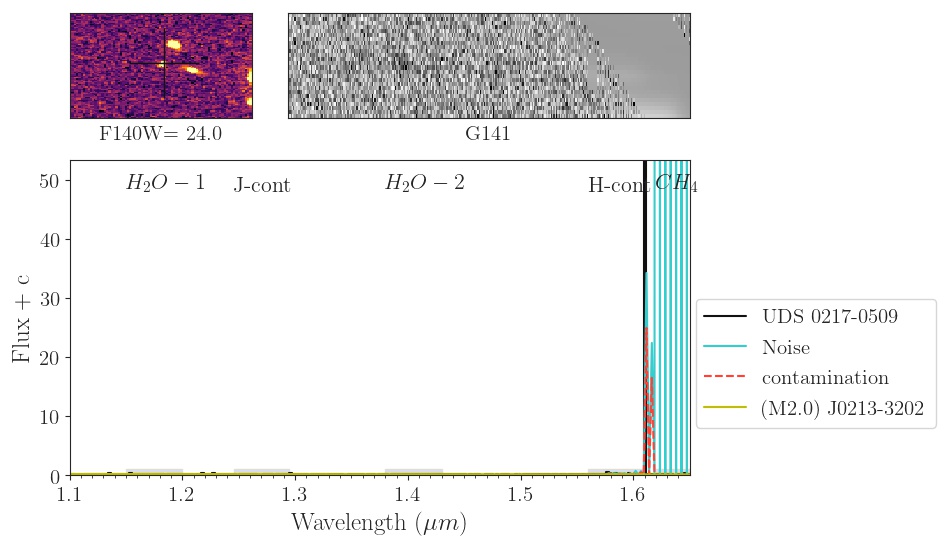 F140W= 24.0
G141
H₂O − 1
J-cont
H₂O − 2
H-cont
CH₄
50
40
30
20
10
0
Flux + c
1.1
1.2
1.3
1.4
1.5
1.6
Wavelength (μm)
UDS 0217-0509
Noise
contamination
(M2.0) J0213-3202